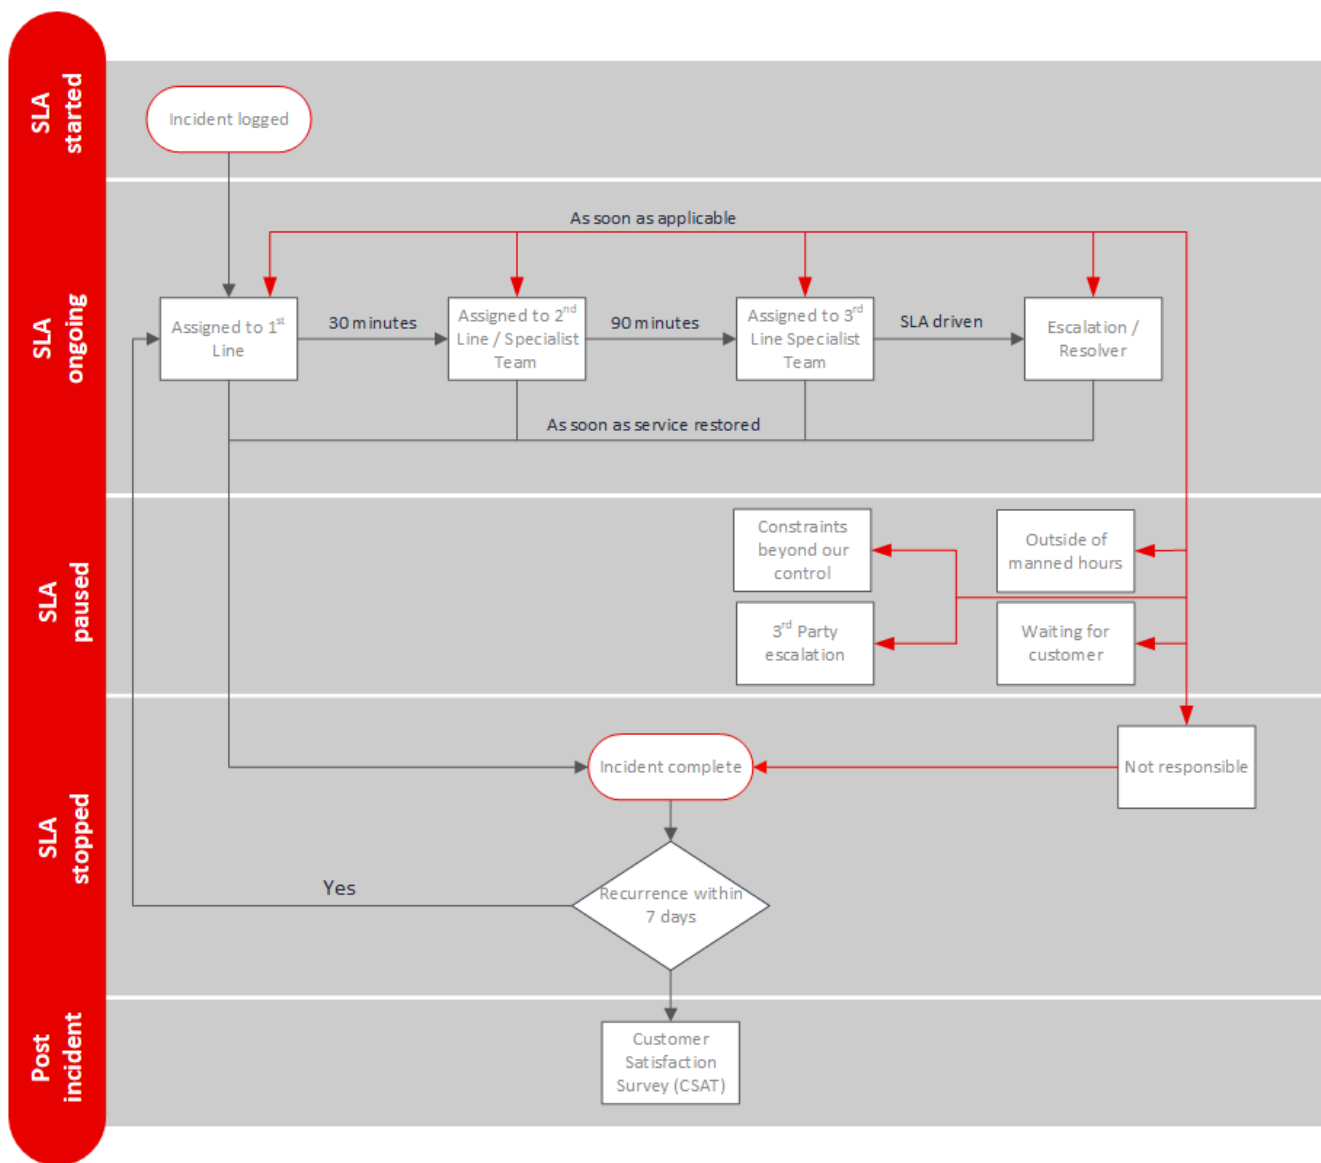 SLA
started
Incident logged
SLA
ongoing
As soon as applicable
Assigned to 1st
Line
30 minutes
Assigned to 2nd
Line / Specialist
Team
90 minutes
Assigned to 3rd
Line Specialist
Team
SLA driven
Escalation /
Resolver
As soon as service restored
SLA
paused
Constraints
beyond our
control
Outside of
manned hours
3rd Party
escalation
Waiting for
customer
SLA
stopped
Incident complete
Not responsible
Yes
Recurrence within
7 days
Post
incident
Customer
Satisfaction
Survey (CSAT)